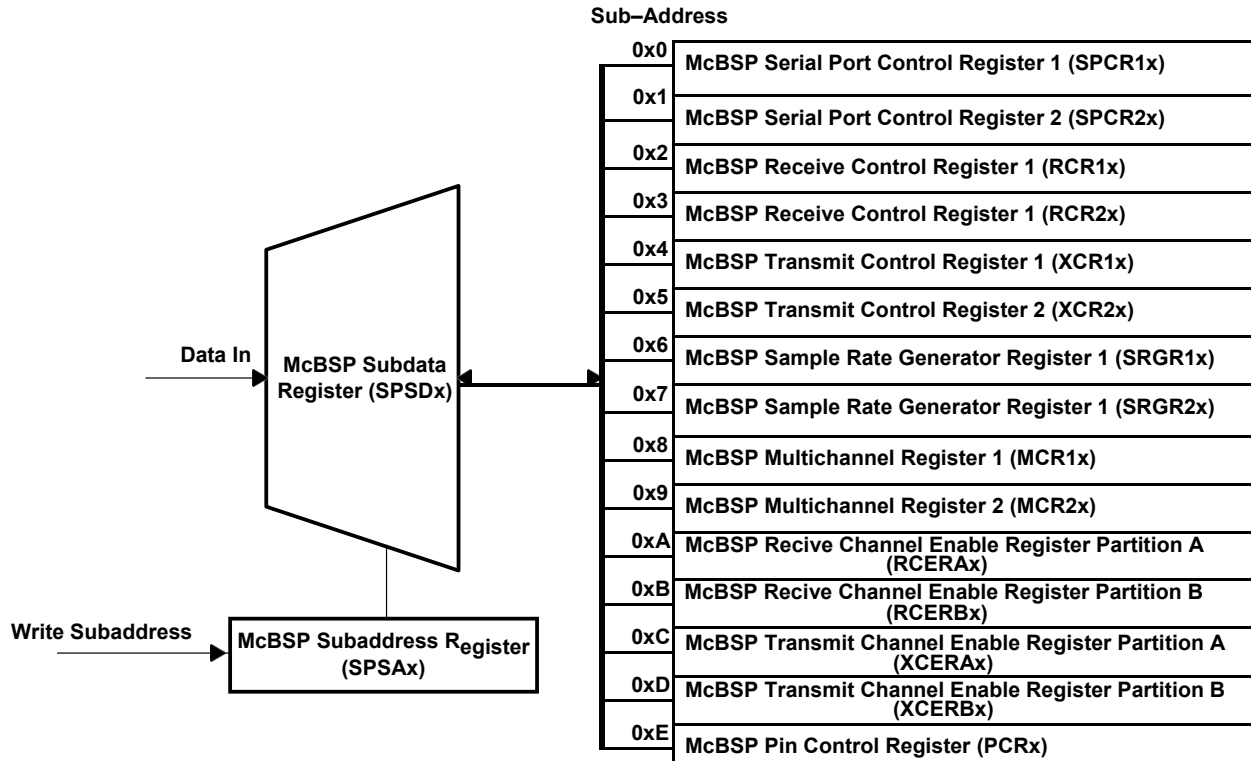 Sub–Address
0x0
McBSP Serial Port Control Register 1 (SPCR1x)
0x1
McBSP Serial Port Control Register 2 (SPCR2x)
0x2
McBSP Receive Control Register 1 (RCR1x)
0x3
McBSP Receive Control Register 1 (RCR2x)
0x4
McBSP Transmit Control Register 1 (XCR1x)
0x5
McBSP Transmit Control Register 2 (XCR2x)
0x6
McBSP Sample Rate Generator Register 1 (SRGR1x)
0x7
McBSP Sample Rate Generator Register 1 (SRGR2x)
0x8
McBSP Multichannel Register 1 (MCR1x)
0x9
McBSP Multichannel Register 2 (MCR2x)
0xA
McBSP Recive Channel Enable Register Partition A
(RCERAx)
0xB
McBSP Recive Channel Enable Register Partition B
(RCERBx)
0xC
McBSP Transmit Channel Enable Register Partition A
(XCERAx)
0xD
McBSP Transmit Channel Enable Register Partition B
(XCERBx)
0xE
McBSP Pin Control Register (PCRx)
Data In
McBSP Subdata
Register (SPSDx)
Write Subaddress
McBSP Subaddress Register
(SPSAx)